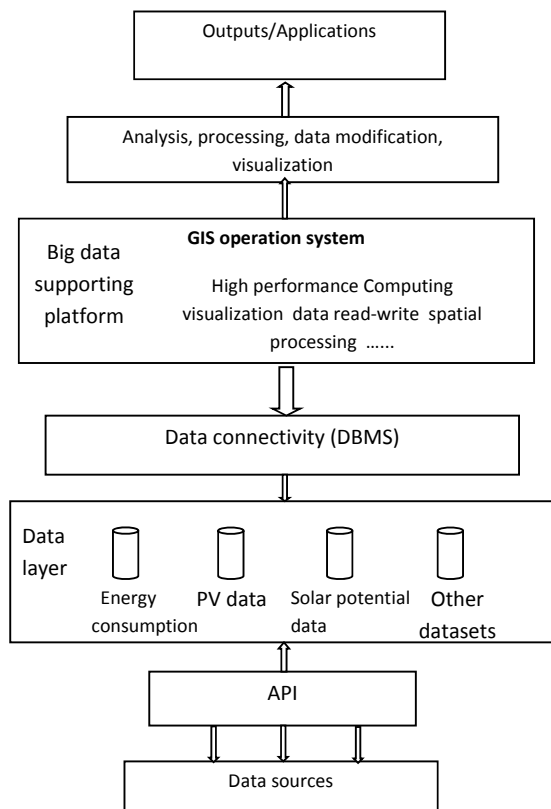 Outputs/Applications
Analysis, processing, data modification,
visualization
GIS operation system
Big data
supporting
platform
High performance Computing
visualization data read-write spatial
processing …...
Data connectivity (DBMS)
Data
layer
Energy
consumption
PV data
Solar potential
data
Other
datasets
API
Data sources